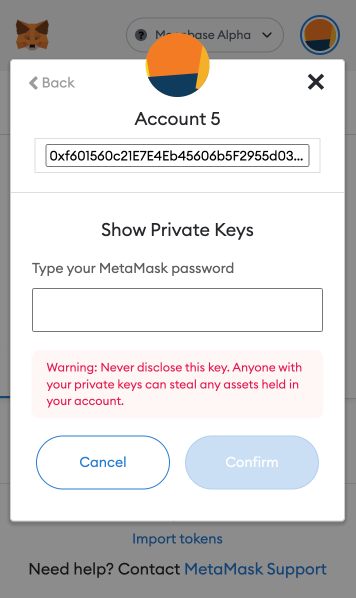 Metabase Alpha
Back
Account 5
0xf601560c21E7E4Eb45606b5F2955d03...
Show Private Keys
Type your MetaMask password
Warning: Never disclose this key. Anyone with
your private keys can steal any assets held in
your account.
Cancel
Confirm
Import tokens
Need help? Contact MetaMask Support